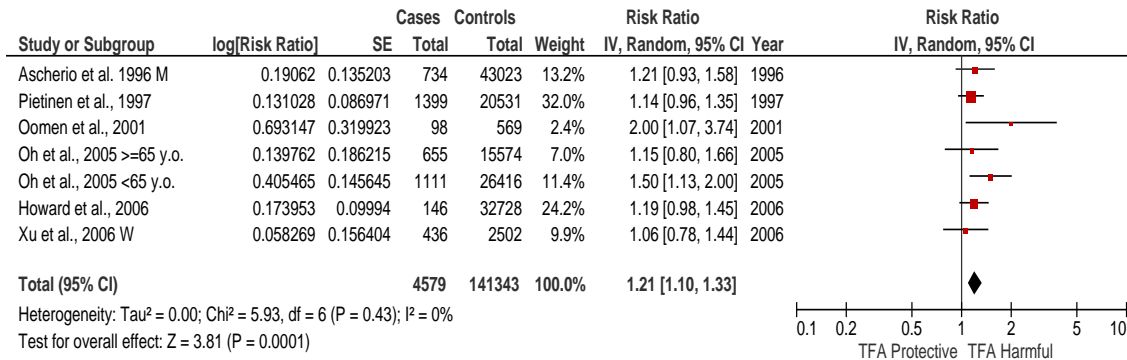 Cases Controls Risk Ratio Risk Ratio
Study or Subgroup log[Risk Ratio] SE Total Total Weight IV, Random, 95% CI Year IV, Random, 95% CI
Ascherio et al. 1996 M 0.19062 0.135203 734 43023 13.2% 1.21 [0.93, 1.58] 1996
Pietinen et al., 1997 0.131028 0.086971 1399 20531 32.0% 1.14 [0.96, 1.35] 1997
Oomen et al., 2001 0.693147 0.319923 98 569 2.4% 2.00 [1.07, 3.74] 2001
Oh et al., 2005 >=65 y.o. 0.139762 0.186215 655 15574 7.0% 1.15 [0.80, 1.66] 2005
Oh et al., 2005 <65 y.o. 0.405465 0.145645 1111 26416 11.4% 1.50 [1.13, 2.00] 2005
Howard et al., 2006 0.173953 0.09994 146 32728 24.2% 1.19 [0.98, 1.45] 2006
Xu et al., 2006 W 0.058269 0.156404 436 2502 9.9% 1.06 [0.78, 1.44] 2006
Total (95% CI) 4579 141343 100.0% 1.21 [1.10, 1.33]
Heterogeneity: Tau² = 0.00; Chi² = 5.93, df = 6 (P = 0.43); I² = 0%
Test for overall effect: Z = 3.81 (P = 0.0001)
0.1 0.2 0.5 1 2 5 10
TFA Protective TFA Harmful